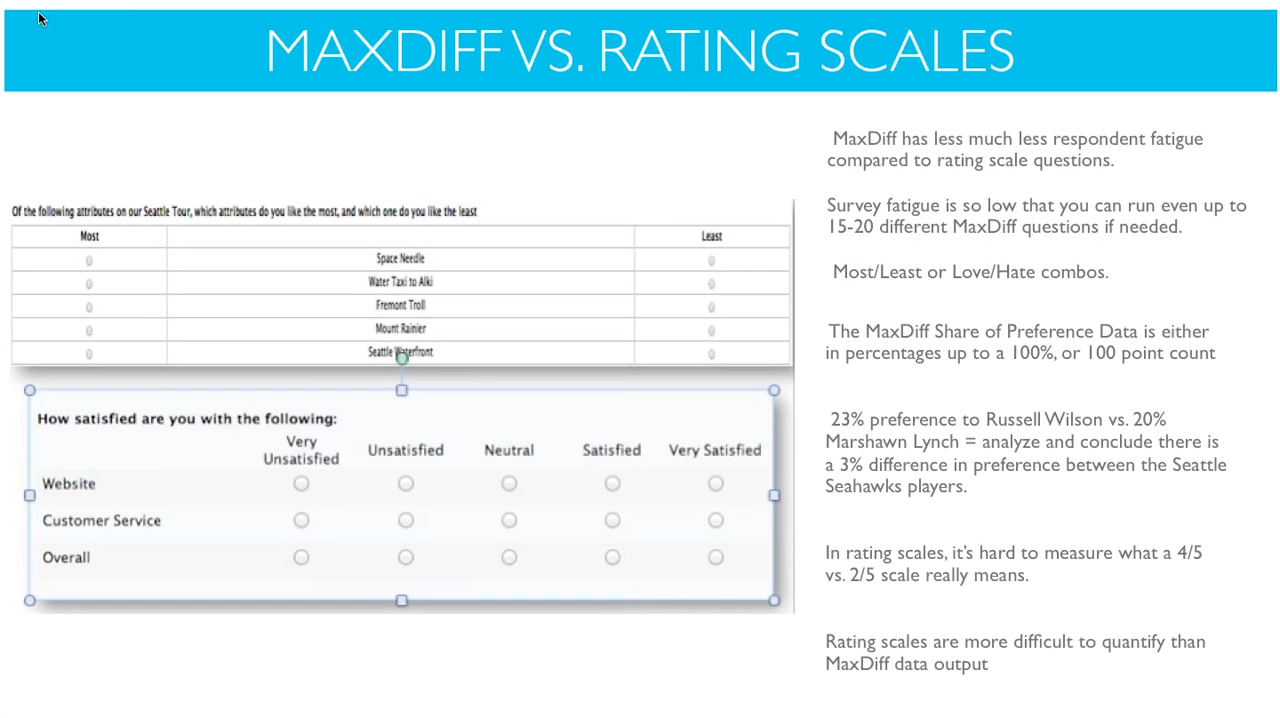 MAXDIFF VS. RATING SCALES
Of the following attributes on our Seattle Tour, which attributes do you like the most, and which one do you like the least
Most Least
Space Needle
Water Taxi to Alki
Fremont Troll
Mount Rainier
Seattle Waterfront
How satisfied are you with the following:
Very Unsatisfied Unsatisfied Neutral Satisfied Very Satisfied
Website
Customer Service
Overall
MaxDiff has less much less respondent fatigue
compared to rating scale questions.
Survey fatigue is so low that you can run even up to
15-20 different MaxDiff questions if needed.
Most/Least or Love/Hate combos.
The MaxDiff Share of Preference Data is either
in percentages up to a 100%, or 100 point count
23% preference to Russell Wilson vs. 20%
Marshawn Lynch = analyze and conclude there is
a 3% difference in preference between the Seattle
Seahawks players.
In rating scales, it's hard to measure what a 4/5
vs. 2/5 scale really means.
Rating scales are more difficult to quantify than
MaxDiff data output